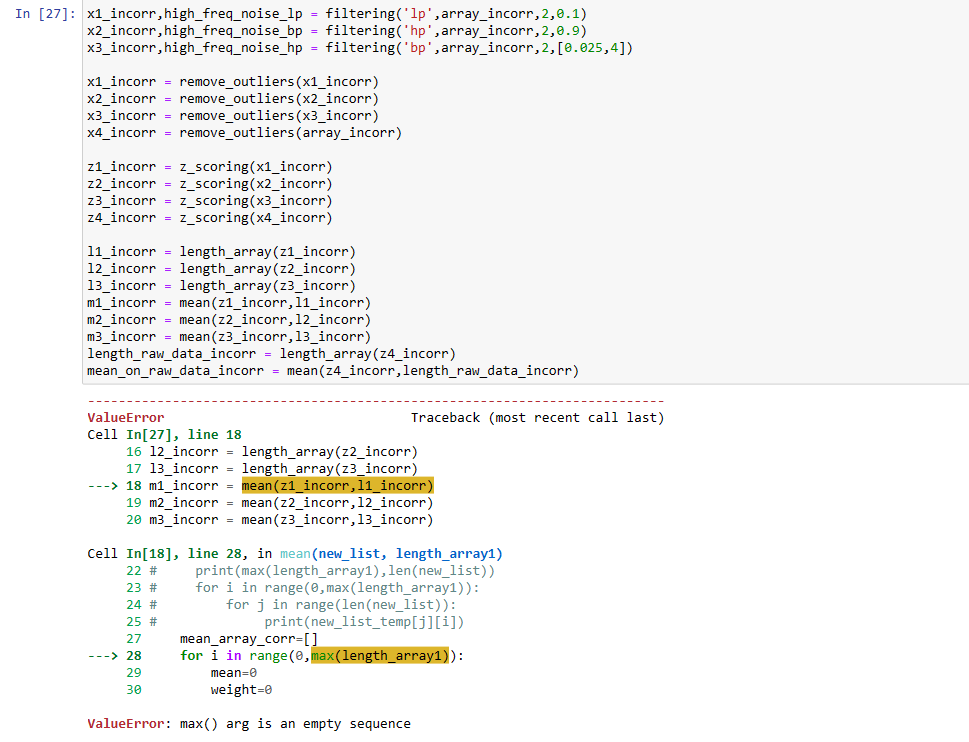 In [27]: x1_incorr,high_freq_noise_lp = filtering('lp',array_incorr,2,0.1)
x2_incorr,high_freq_noise_bp = filtering('hp',array_incorr,2,0.9)
x3_incorr,high_freq_noise_hp = filtering('bp',array_incorr,2,[0.025,4])

x1_incorr = remove_outliers(x1_incorr)
x2_incorr = remove_outliers(x2_incorr)
x3_incorr = remove_outliers(x3_incorr)
x4_incorr = remove_outliers(array_incorr)

z1_incorr = z_scoring(x1_incorr)
z2_incorr = z_scoring(x2_incorr)
z3_incorr = z_scoring(x3_incorr)
z4_incorr = z_scoring(x4_incorr)

l1_incorr = length_array(z1_incorr)
l2_incorr = length_array(z2_incorr)
l3_incorr = length_array(z3_incorr)
m1_incorr = mean(z1_incorr,l1_incorr)
m2_incorr = mean(z2_incorr,l2_incorr)
m3_incorr = mean(z3_incorr,l3_incorr)
length_raw_data_incorr = length_array(z4_incorr)
mean_on_raw_data_incorr = mean(z4_incorr,length_raw_data_incorr)

---------------------------------------------------------------------------
ValueError                                Traceback (most recent call last)
Cell In[27], line 18
     16 l2_incorr = length_array(z2_incorr)
     17 l3_incorr = length_array(z3_incorr)
---> 18 m1_incorr = mean(z1_incorr,l1_incorr)
     19 m2_incorr = mean(z2_incorr,l2_incorr)
     20 m3_incorr = mean(z3_incorr,l3_incorr)

Cell In[18], line 28, in mean(new_list, length_array1)
     22 #     print(max(length_array1),len(new_list))
     23 #     for i in range(0,max(length_array1)):
     24 #         for j in range(len(new_list)):
     25 #              print(new_list_temp[j][i])
     27     mean_array_corr=[]
---> 28     for i in range(0,max(length_array1)):
     29         mean=0
     30         weight=0

ValueError: max() arg is an empty sequence